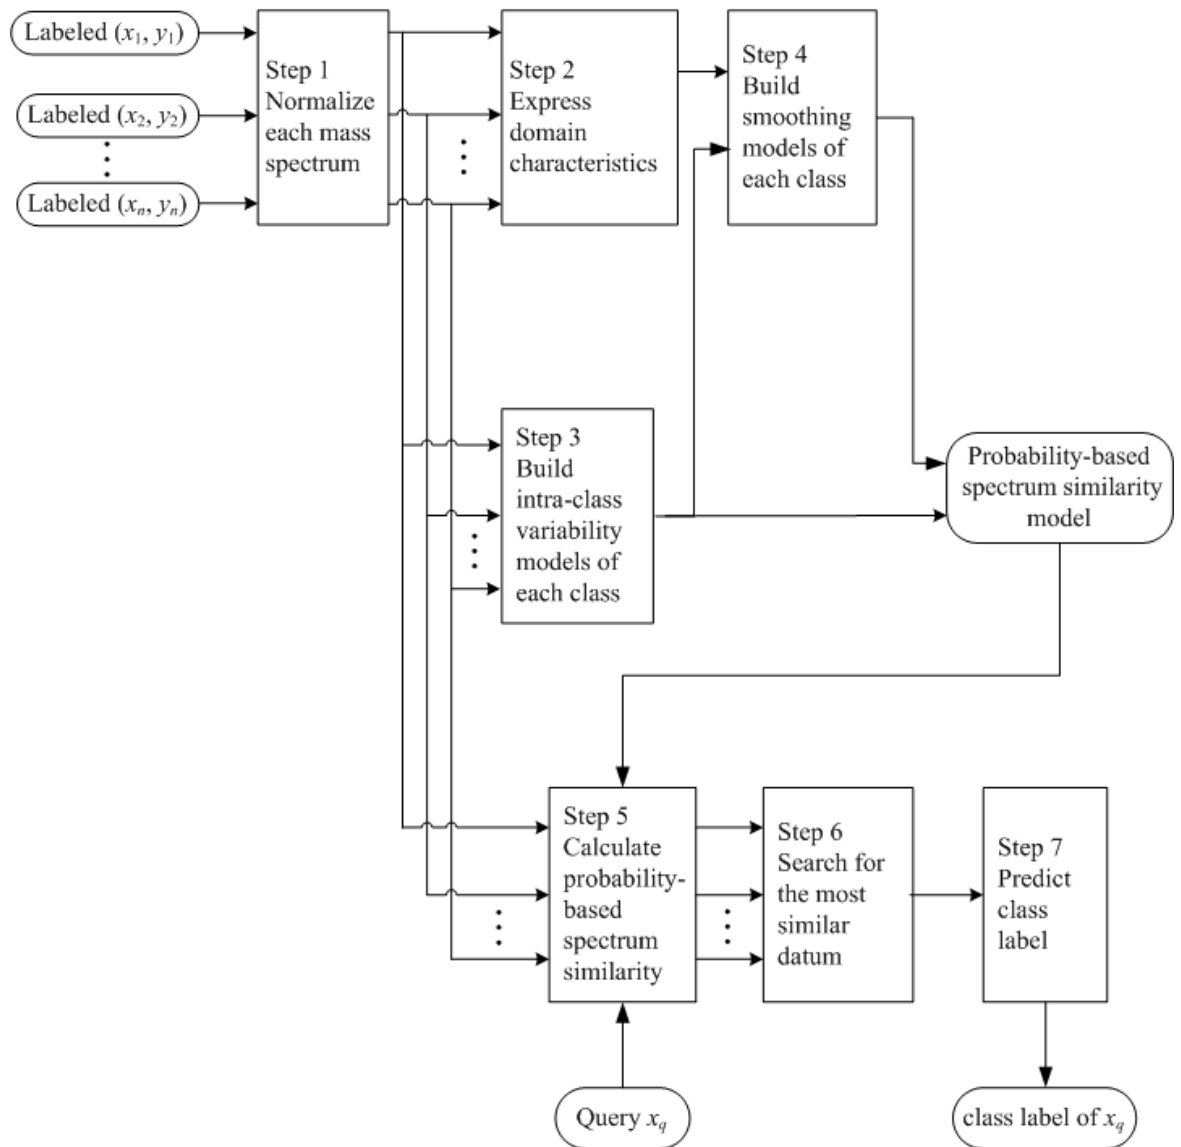 Labeled (x₁, y₁)
Labeled (x₂, y₂)
Labeled (xₙ, yₙ)
Step 1
Normalize
each mass
spectrum
Step 2
Express
domain
characteristics
Step 4
Build
smoothing
models of
each class
Step 3
Build
intra-class
variability
models of
each class
Probability-based
spectrum similarity
model
Step 5
Calculate
probability-
based
spectrum
similarity
Step 6
Search for
the most
similar
datum
Step 7
Predict
class
label
Query x_q
class label of x_q